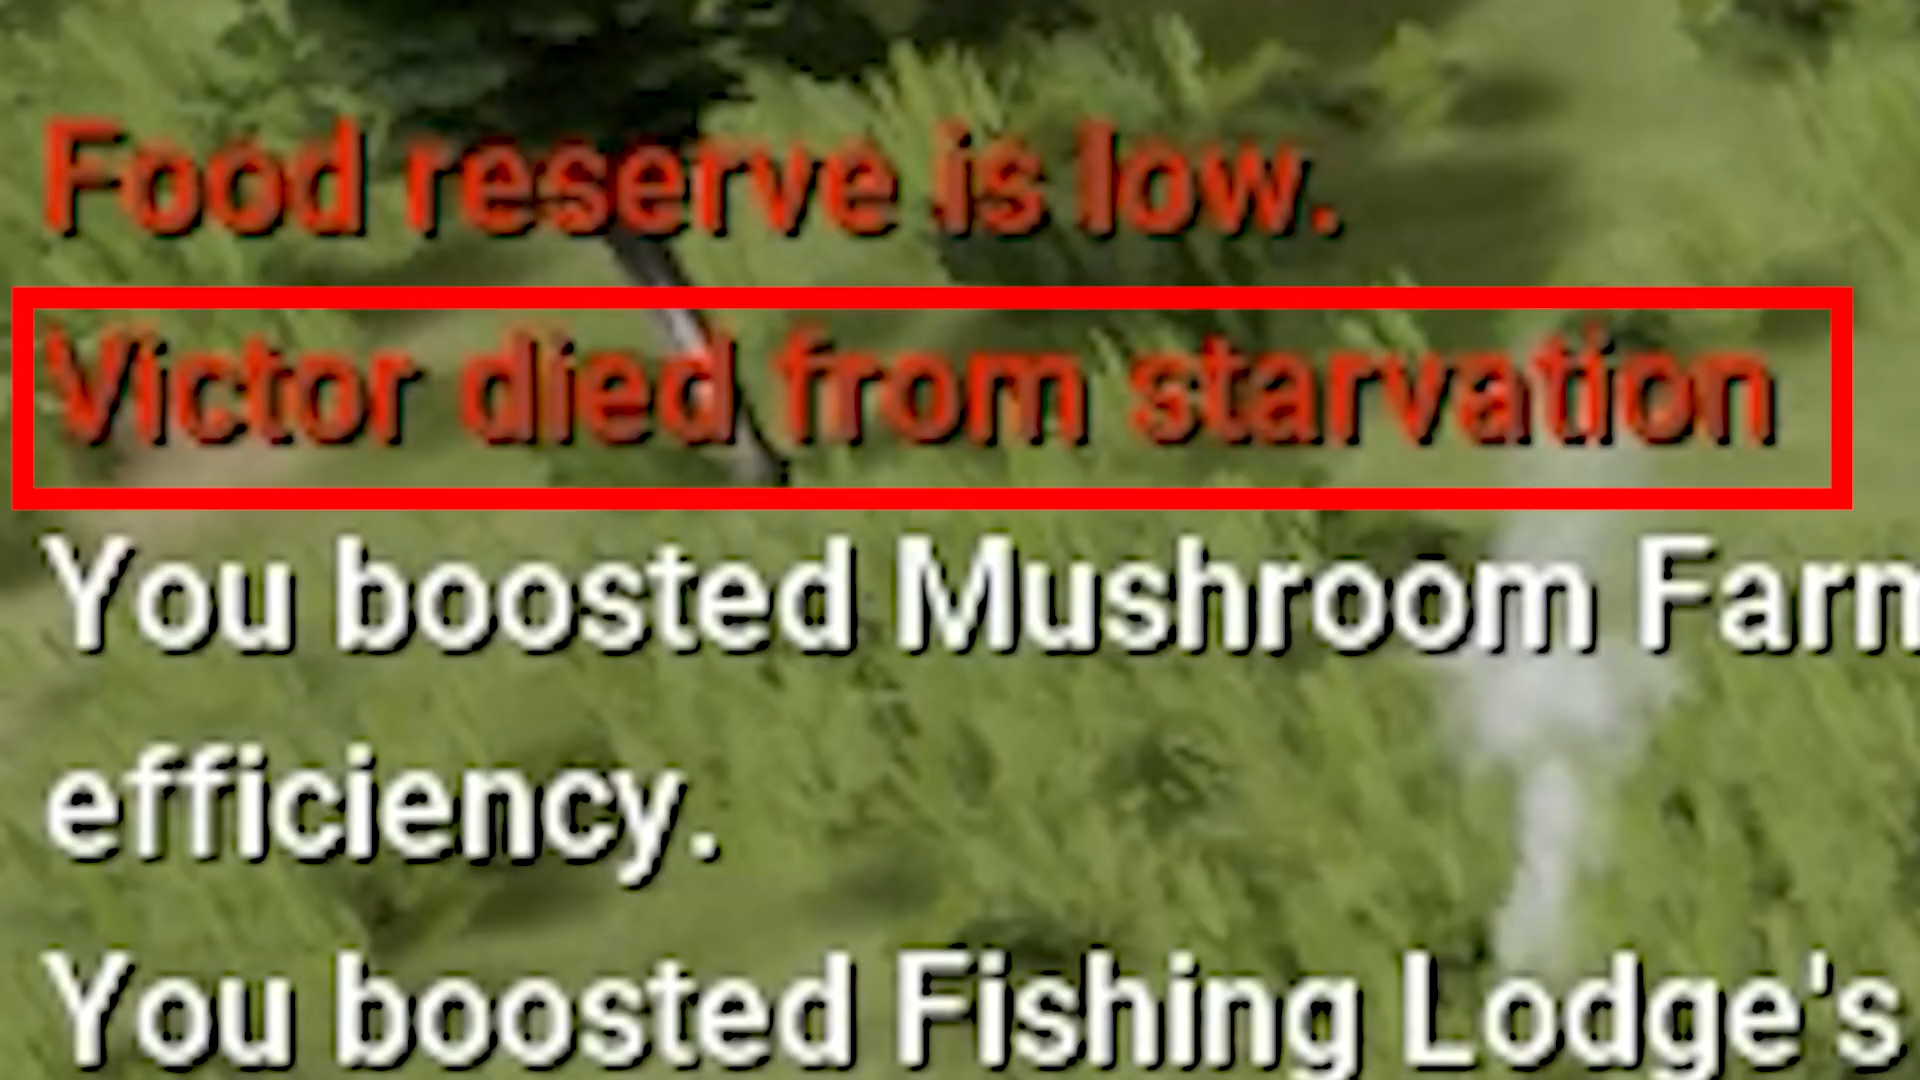 Food reserve is low.
Victor died from starvation
You boosted Mushroom Farm
efficiency.
You boosted Fishing Lodge's